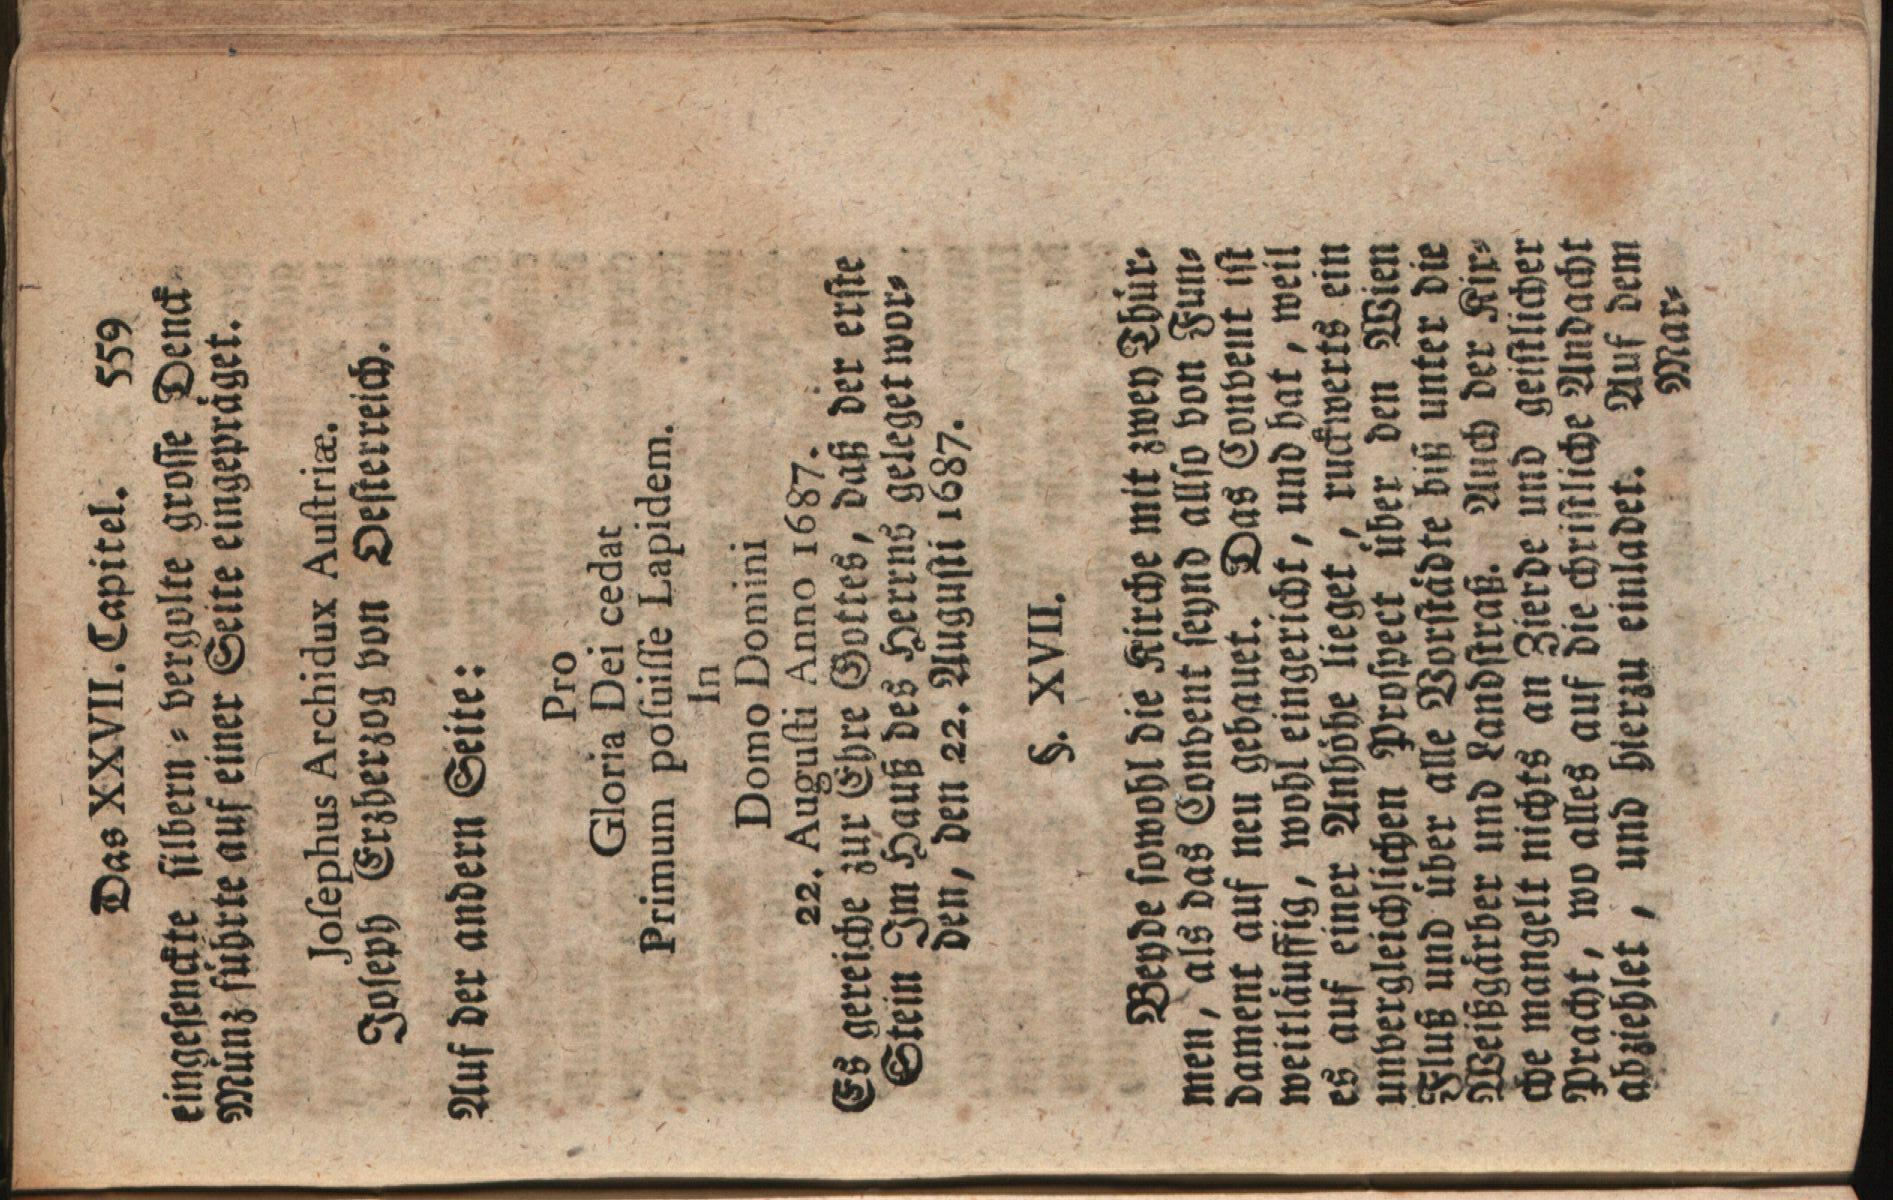 Das XXVII. Capitel. 559
eingesenckte silbern-vergolte grosse Denck-
Münz führte auf einer Seite eingepräget.
Joſephus Archidux Auſtriæ.
Joseph Erzherzog von Oesterreich.
Auf der andern Seite:
Pro
Gloria Dei cedat
Primum poſuiſſe Lapidem.
In
Domo Domini
22. Auguſti Anno 1687.
Es gereiche zur Ehre Gottes, daß der erste
Stein Im Hauß des Herrns geleget wor-
den, den 22. Augusti 1687.
§. XVII.
Beyde sowohl die Kirche mit zwey Thür-
men, als das Convent seynd allso von Fun-
dament auf neu gebauet. Das Convent ist
weitläuffig, wohl eingericht, und hat, weil
es auf einer Anhöhe lieget, ruckwerts ein
unvergleichlichen Prospect über den Wien
Fluß und über alle Vorstädte biß unter die
Weißgärber und Landstraß. Auch der Kir-
che mangelt nichts an Zierde und geistlicher
Pracht, wo alles auf die christliche Andacht
abziehlet, und hierzu einladet. Auf dem
Mar-